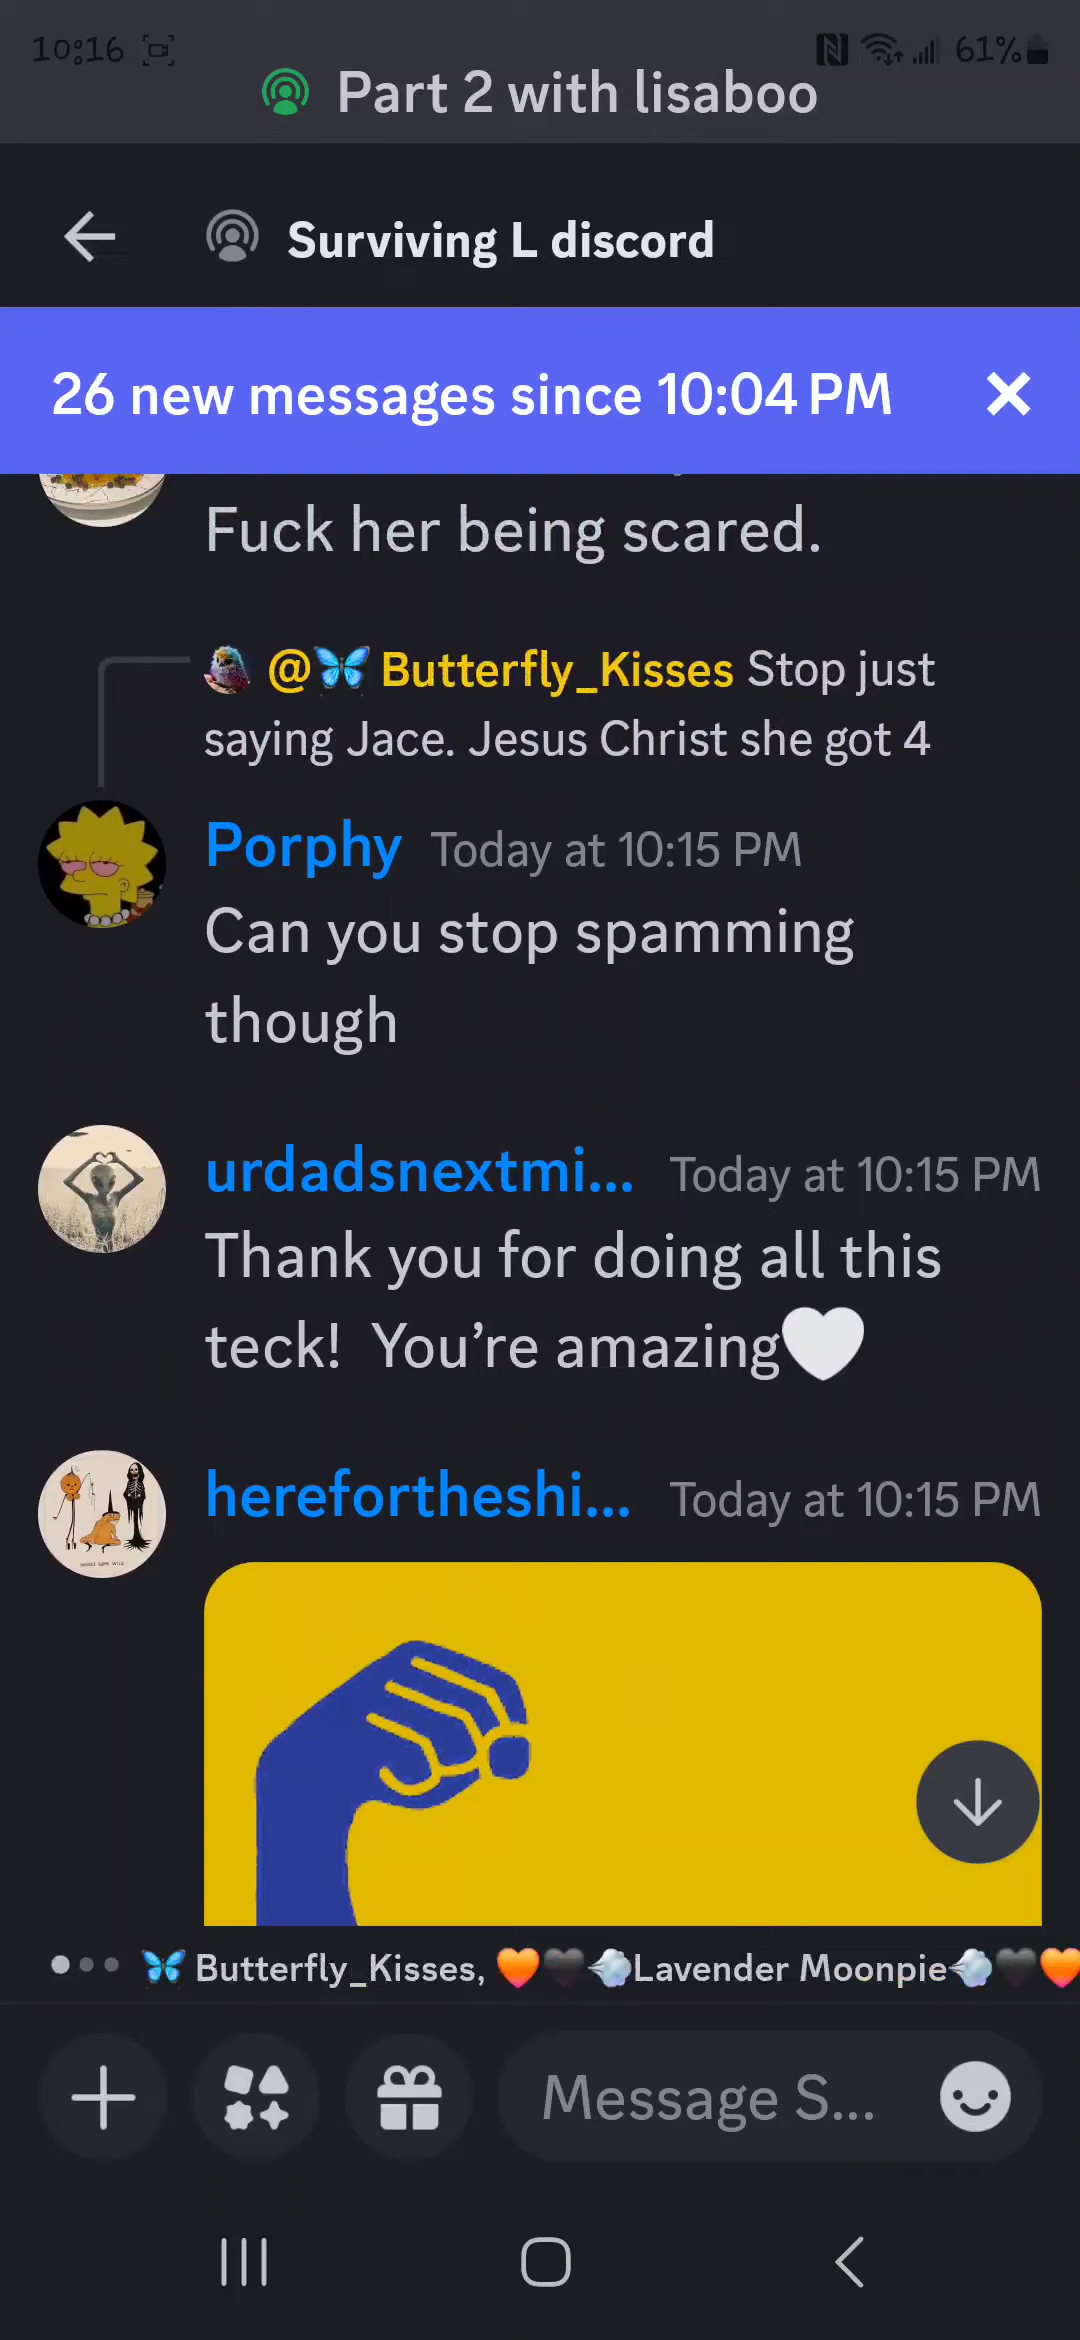 10:16
61%
Part 2 with lisaboo
Surviving L discord
26 new messages since 10:04 PM
Fuck her being scared.
@🦋 Butterfly_Kisses Stop just
saying Jace. Jesus Christ she got 4
Porphy Today at 10:15 PM
Can you stop spamming
though
urdadsnextmi... Today at 10:15 PM
Thank you for doing all this
teck!  You’re amazing🤍
herefortheshi... Today at 10:15 PM
🦋 Butterfly_Kisses, 🧡🖤💨Lavender Moonpie💨🖤🧡
Message S...